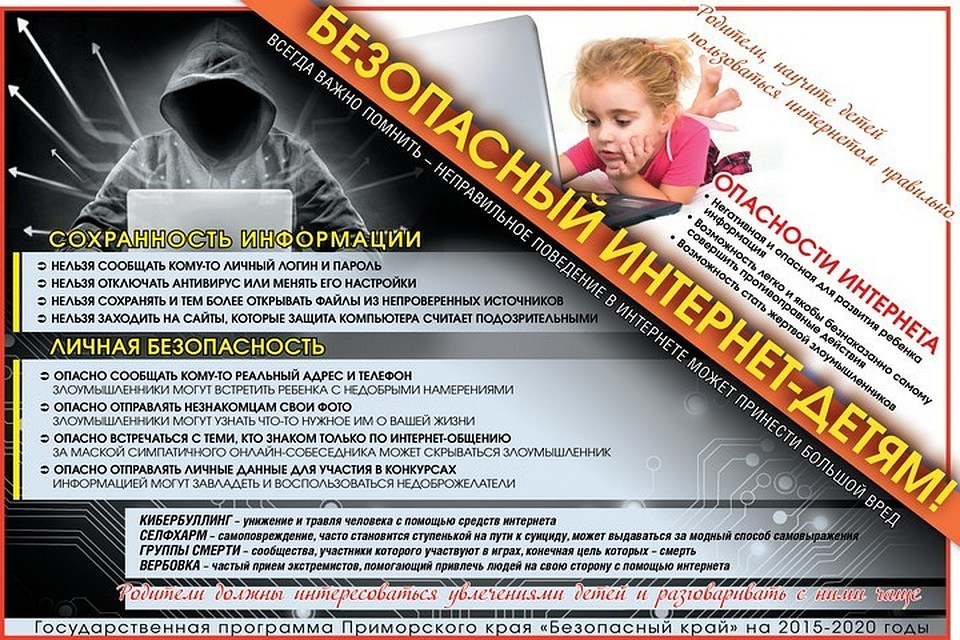 БЕЗОПАСНЫЙ ИНТЕРНЕТ-ДЕТЯМ!
ВСЕГДА ВАЖНО ПОМНИТЬ – НЕПРАВИЛЬНОЕ ПОВЕДЕНИЕ В ИНТЕРНЕТЕ МОЖЕТ ПРИНЕСТИ БОЛЬШОЙ ВРЕД
Родители, научите детей
пользоваться интернетом правильно
ОПАСНОСТИ ИНТЕРНЕТА
• Негативная и опасная для развития ребенка
информация
• Возможность легко и якобы безнаказанно самому
совершить противоправные действия
• Возможность стать жертвой злоумышленников
СОХРАННОСТЬ ИНФОРМАЦИИ
➲ НЕЛЬЗЯ СООБЩАТЬ КОМУ-ТО ЛИЧНЫЙ ЛОГИН И ПАРОЛЬ
➲ НЕЛЬЗЯ ОТКЛЮЧАТЬ АНТИВИРУС ИЛИ МЕНЯТЬ ЕГО НАСТРОЙКИ
➲ НЕЛЬЗЯ СОХРАНЯТЬ И ТЕМ БОЛЕЕ ОТКРЫВАТЬ ФАЙЛЫ ИЗ НЕПРОВЕРЕННЫХ ИСТОЧНИКОВ
➲ НЕЛЬЗЯ ЗАХОДИТЬ НА САЙТЫ, КОТОРЫЕ ЗАЩИТА КОМПЬЮТЕРА СЧИТАЕТ ПОДОЗРИТЕЛЬНЫМИ
ЛИЧНАЯ БЕЗОПАСНОСТЬ
➲ ОПАСНО СООБЩАТЬ КОМУ-ТО РЕАЛЬНЫЙ АДРЕС И ТЕЛЕФОН
ЗЛОУМЫШЛЕННИКИ МОГУТ ВСТРЕТИТЬ РЕБЕНКА С НЕДОБРЫМИ НАМЕРЕНИЯМИ
➲ ОПАСНО ОТПРАВЛЯТЬ НЕЗНАКОМЦАМ СВОИ ФОТО
ЗЛОУМЫШЛЕННИКИ МОГУТ УЗНАТЬ ЧТО-ТО НУЖНОЕ ИМ О ВАШЕЙ ЖИЗНИ
➲ ОПАСНО ВСТРЕЧАТЬСЯ С ТЕМИ, КТО ЗНАКОМ ТОЛЬКО ПО ИНТЕРНЕТ-ОБЩЕНИЮ
ЗА МАСКОЙ СИМПАТИЧНОГО ОНЛАЙН-СОБЕСЕДНИКА МОЖЕТ СКРЫВАТЬСЯ ЗЛОУМЫШЛЕННИК
➲ ОПАСНО ОТПРАВЛЯТЬ ЛИЧНЫЕ ДАННЫЕ ДЛЯ УЧАСТИЯ В КОНКУРСАХ
ИНФОРМАЦИЕЙ МОГУТ ЗАВЛАДЕТЬ И ВОСПОЛЬЗОВАТЬСЯ НЕДОБРОЖЕЛАТЕЛИ
КИБЕРБУЛЛИНГ – унижение и травля человека с помощью средств интернета
СЕЛФХАРМ – самоповреждение, часто становится ступенькой на пути к суициду, может выдаваться за модный способ самовыражения
ГРУППЫ СМЕРТИ – сообщества, участники которого участвуют в играх, конечная цель которых – смерть
ВЕРБОВКА – частый прием экстремистов, помогающий привлечь людей на свою сторону с помощью интернета
Родители должны интересоваться увлечениями детей и разговаривать с ними чаще
Государственная программа Приморского края «Безопасный край» на 2015-2020 годы